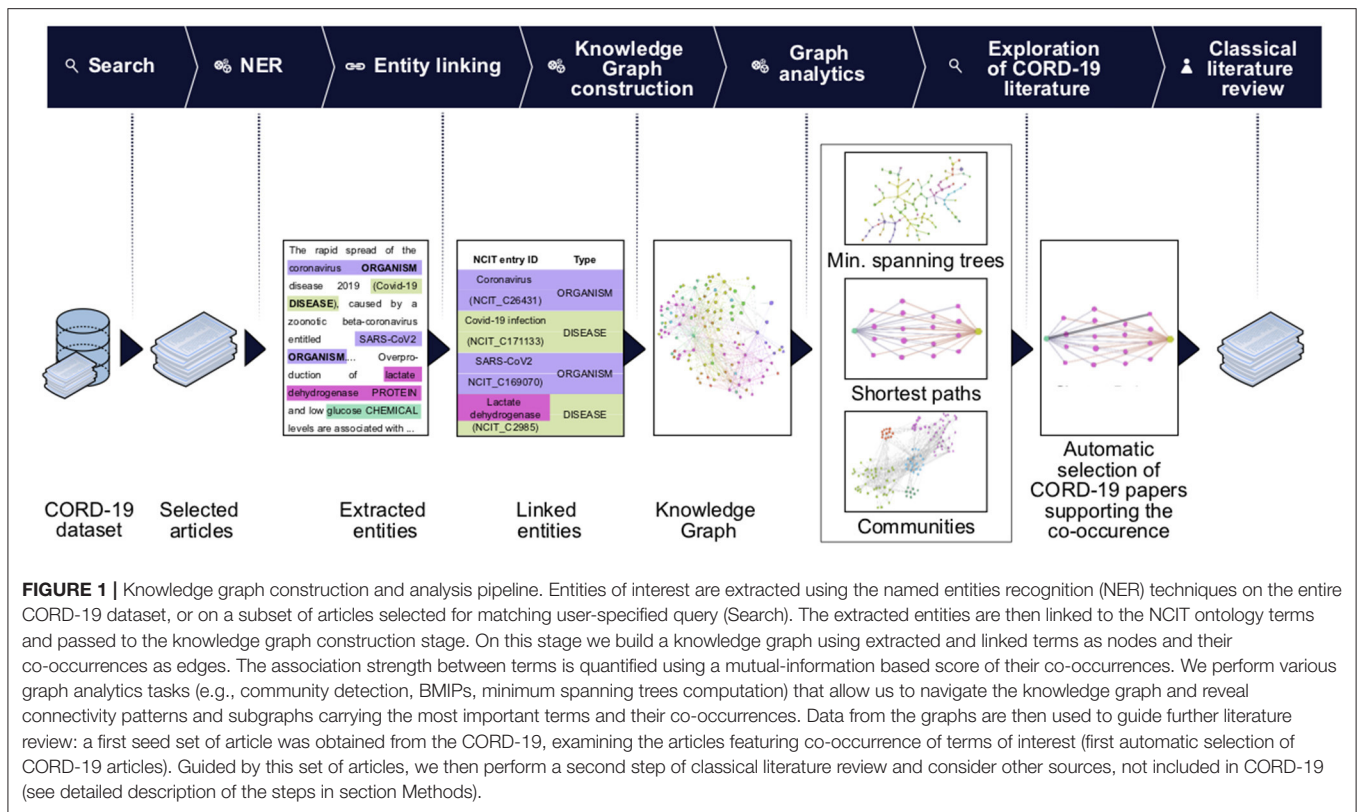 Search
NER
Entity linking
Knowledge
Graph
construction
Graph
analytics
Exploration
of CORD-19
literature
Classical
literature
review
The rapid spread of the
coronavirus ORGANISM
disease 2019 (Covid-19
DISEASE), caused by a
zoonotic beta-coronavirus
entitled SARS-CoV2
ORGANISM... Overpro-
duction of lactate
dehydrogenase PROTEIN
and low glucose CHEMICAL
levels are associated with ...
NCIT entry ID Type
Coronavirus
(NCIT_C26431)
ORGANISM
Covid-19 infection
(NCIT_C171133)
DISEASE
SARS-CoV2
NCIT_C169070)
ORGANISM
Lactate
dehydrogenase
(NCIT_C2985)
DISEASE
Min. spanning trees
Shortest paths
Communities
CORD-19
dataset
Selected
articles
Extracted
entities
Linked
entities
Knowledge
Graph
Automatic
selection of
CORD-19 papers
supporting the
co-occurence
FIGURE 1 | Knowledge graph construction and analysis pipeline. Entities of interest are extracted using the named entities recognition (NER) techniques on the entire
CORD-19 dataset, or on a subset of articles selected for matching user-specified query (Search). The extracted entities are then linked to the NCIT ontology terms
and passed to the knowledge graph construction stage. On this stage we build a knowledge graph using extracted and linked terms as nodes and their
co-occurrences as edges. The association strength between terms is quantified using a mutual-information based score of their co-occurrences. We perform various
graph analytics tasks (e.g., community detection, BMIPs, minimum spanning trees computation) that allow us to navigate the knowledge graph and reveal
connectivity patterns and subgraphs carrying the most important terms and their co-occurrences. Data from the graphs are then used to guide further literature
review: a first seed set of article was obtained from the CORD-19, examining the articles featuring co-occurrence of terms of interest (first automatic selection of
CORD-19 articles). Guided by this set of articles, we then perform a second step of classical literature review and consider other sources, not included in CORD-19
(see detailed description of the steps in section Methods).